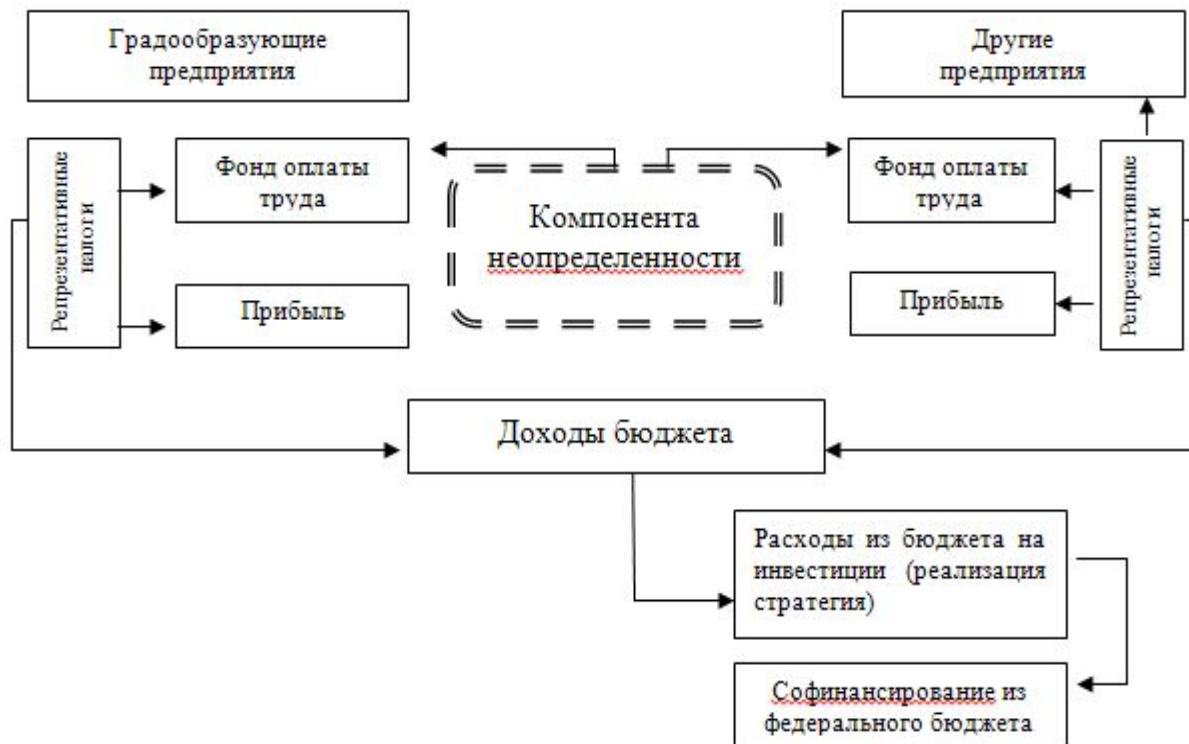 Градообразующие
предприятия
Другие
предприятия
Репрезентативные
налоги
Фонд оплаты
труда
Прибыль
Компонента
неопределенности
Фонд оплаты
труда
Прибыль
Репрезентативные
налоги
Доходы бюджета
Расходы из бюджета на
инвестиции (реализация
стратегия)
Софинансирование из
федерального бюджета